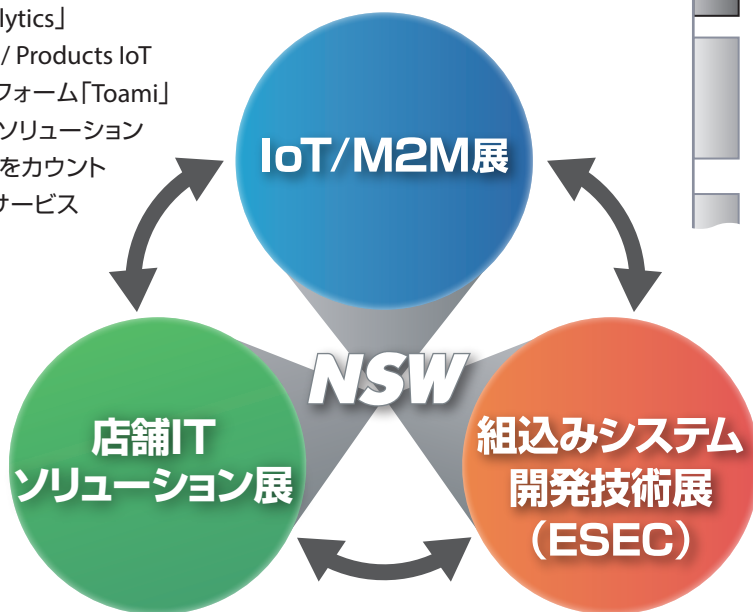 lytics」
/ Products IoT
フォーム「Toami」
ソリューション
をカウント
サービス
IoT/M2M展
NSW
店舗IT
ソリューション展
組込みシステム
開発技術展
（ESEC）